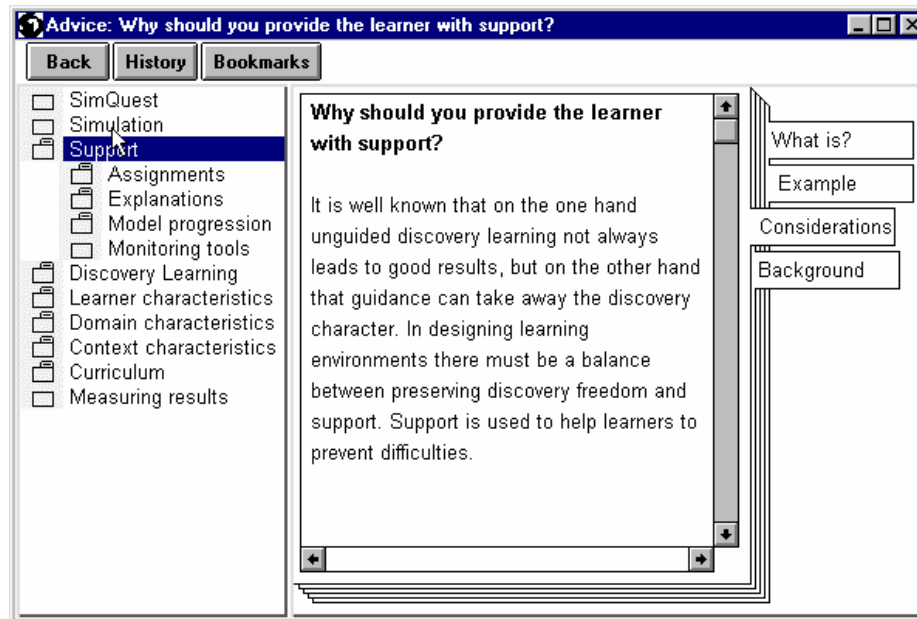 Advice: Why should you provide the learner with support?
Back History Bookmarks
SimQuest
Simulation
Support
Assignments
Explanations
Model progression
Monitoring tools
Discovery Learning
Learner characteristics
Domain characteristics
Context characteristics
Curriculum
Measuring results
Why should you provide the learner
with support?
It is well known that on the one hand
unguided discovery learning not always
leads to good results, but on the other hand
that guidance can take away the discovery
character. In designing learning
environments there must be a balance
between preserving discovery freedom and
support. Support is used to help learners to
prevent difficulties.
What is?
Example
Considerations
Background